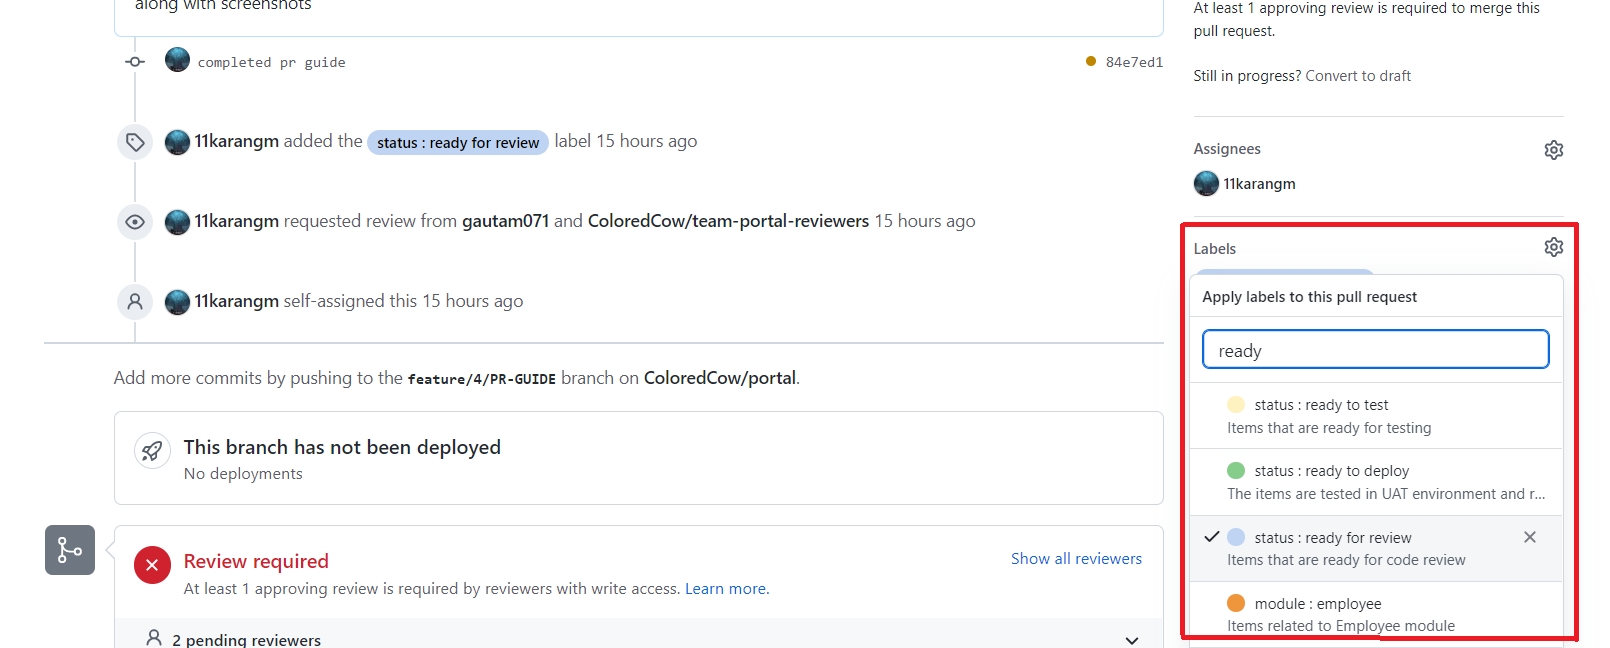 along with screenshots
completed pr guide 84e7ed1
11karangm added the status : ready for review label 15 hours ago
11karangm requested review from gautam071 and ColoredCow/team-portal-reviewers 15 hours ago
11karangm self-assigned this 15 hours ago
Add more commits by pushing to the feature/4/PR-GUIDE branch on ColoredCow/portal.
This branch has not been deployed
No deployments
Review required
Show all reviewers
At least 1 approving review is required by reviewers with write access. Learn more.
2 pending reviewers
At least 1 approving review is required to merge this
pull request.
Still in progress? Convert to draft
Assignees
11karangm
Labels
Apply labels to this pull request
ready
status : ready to test
Items that are ready for testing
status : ready to deploy
The items are tested in UAT environment and r...
status : ready for review
Items that are ready for code review
module : employee
Items related to Employee module